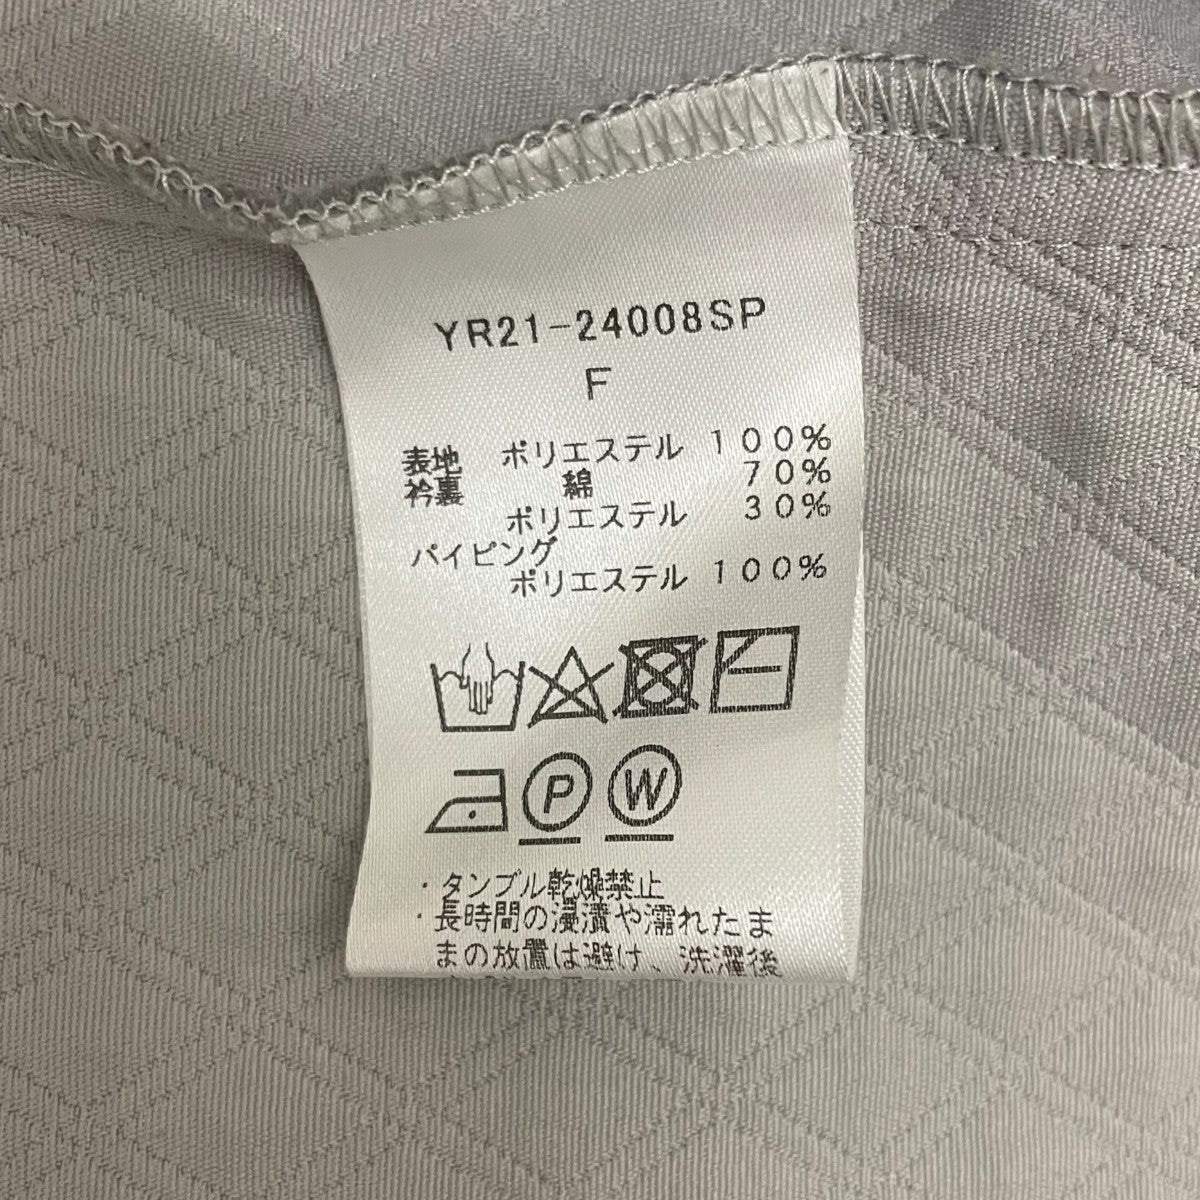 YR21-24008SP
F
表地 ポリエステル 100%
衿裏 綿 70%
ポリエステル 30%
パイピング
ポリエステル 100%
P W
・タンブル乾燥禁止
・長時間の浸漬や濡れたま
まの放置は避け、洗濯後